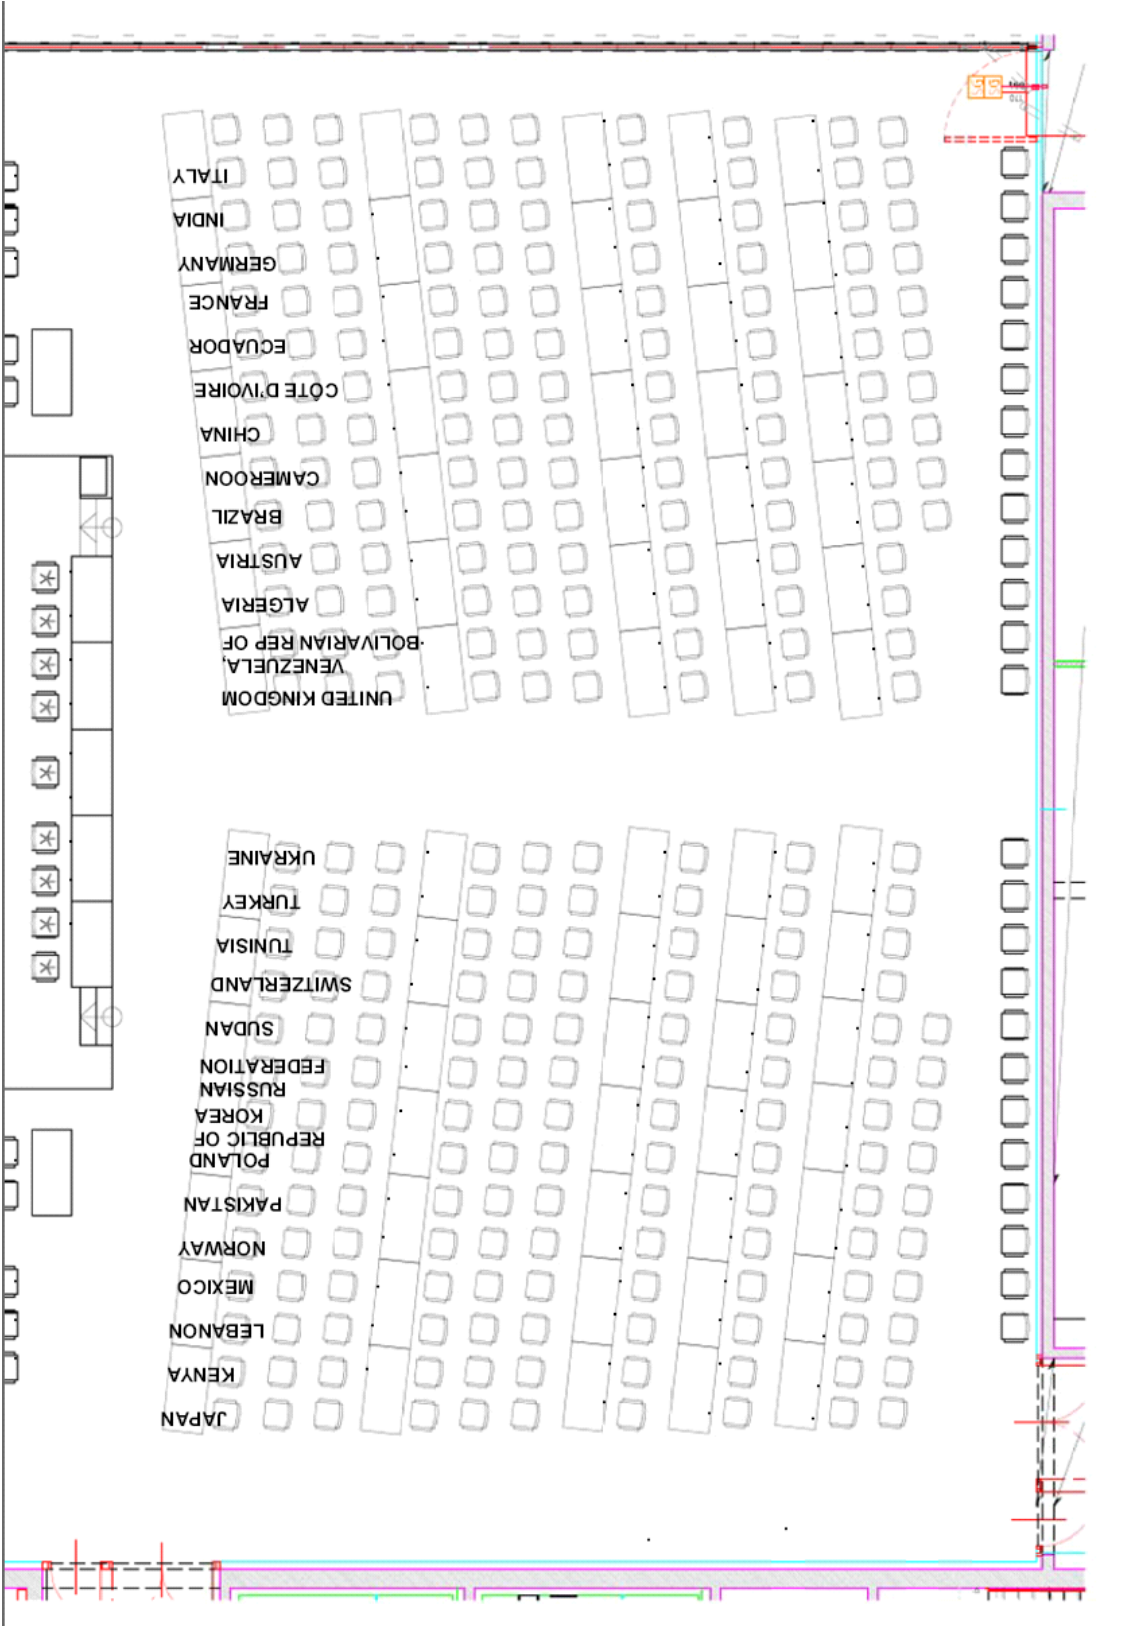 JAPAN
KENYA
LEBANON
MEXICO
NORWAY
PAKISTAN
POLAND
REPUBLIC OF
KOREA
RUSSIAN
FEDERATION
SUDAN
SWITZERLAND
TUNISIA
TURKEY
UKRAINE
UNITED KINGDOM
VENEZUELA,
BOLIVARIAN REP OF
ALGERIA
AUSTRIA
BRAZIL
CAMEROON
CHINA
CÔTE D'IVOIRE
ECUADOR
FRANCE
GERMANY
INDIA
ITALY